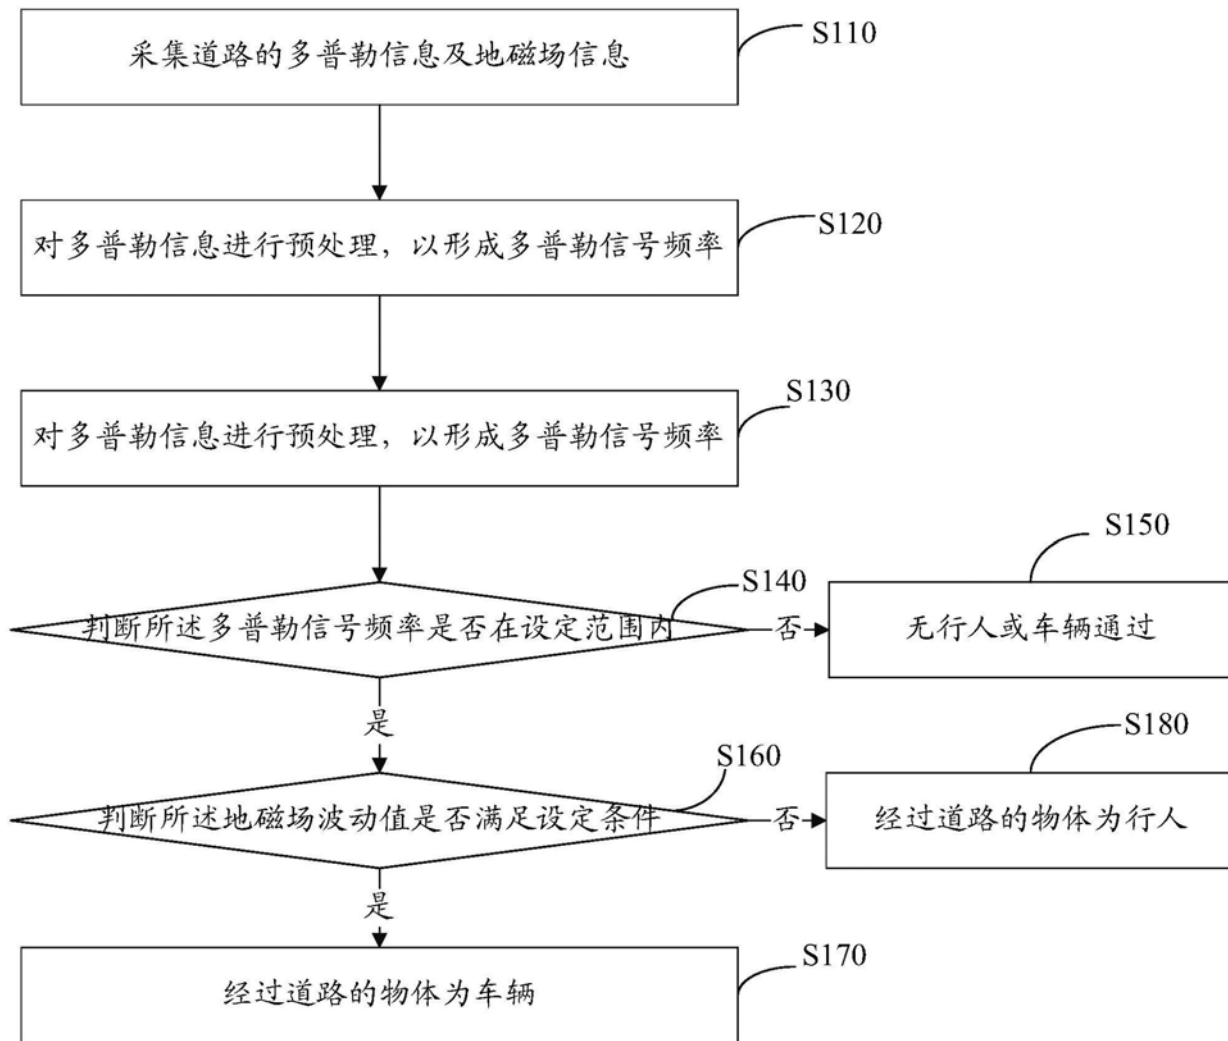 采集道路的多普勒信息及地磁场信息
S110
对多普勒信息进行预处理，以形成多普勒信号频率
S120
对多普勒信息进行预处理，以形成多普勒信号频率
S130
判断所述多普勒信号频率是否在设定范围内
S140
否
无行人或车辆通过
S150
是
判断所述地磁场波动值是否满足设定条件
S160
否
经过道路的物体为行人
S180
是
经过道路的物体为车辆
S170